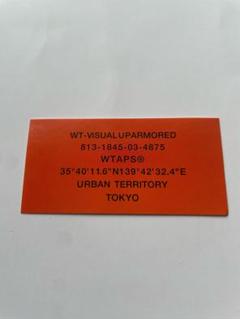 WT-VISUALUPARMORED
813-1845-03-4875
WTAPS®
35°40'11.6"N139°42'32.4"E
URBAN TERRITORY
TOKYO